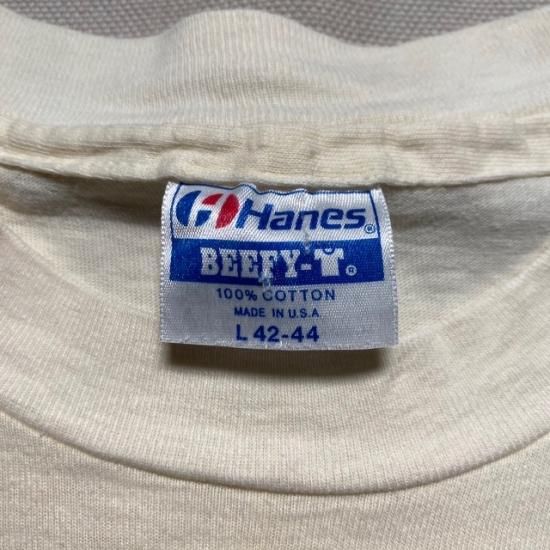 Hanes®
BEEFY-T®
100% COTTON
MADE IN U.S.A.
L 42-44